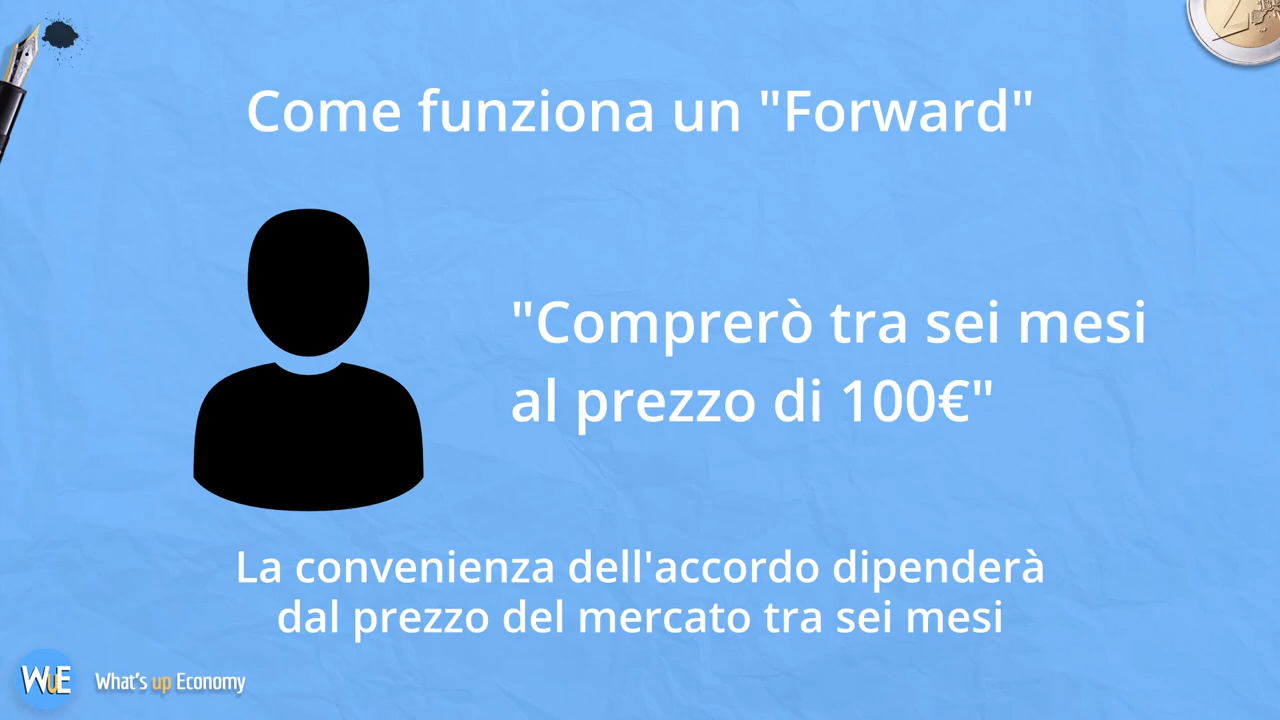 Come funziona un "Forward"
"Comprerò tra sei mesi
al prezzo di 100€"
La convenienza dell'accordo dipenderà
dal prezzo del mercato tra sei mesi
WuE What's up Economy